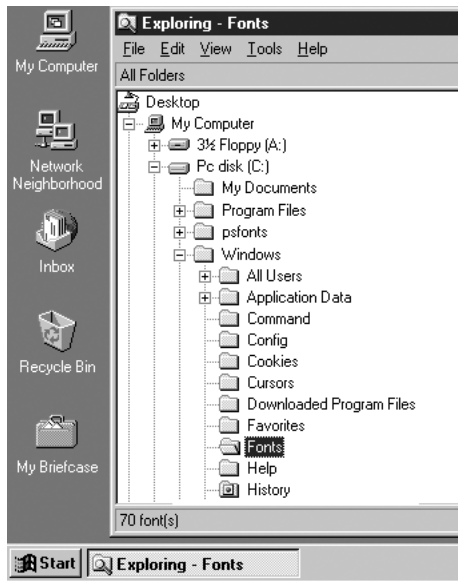 My Computer
Network
Neighborhood
Inbox
Recycle Bin
My Briefcase
Exploring - Fonts
File Edit View Tools Help
All Folders
Desktop
My Computer
3½ Floppy (A:)
Pc disk (C:)
My Documents
Program Files
psfonts
Windows
All Users
Application Data
Command
Config
Cookies
Cursors
Downloaded Program Files
Favorites
Fonts
Help
History
70 font(s)
Start Exploring - Fonts